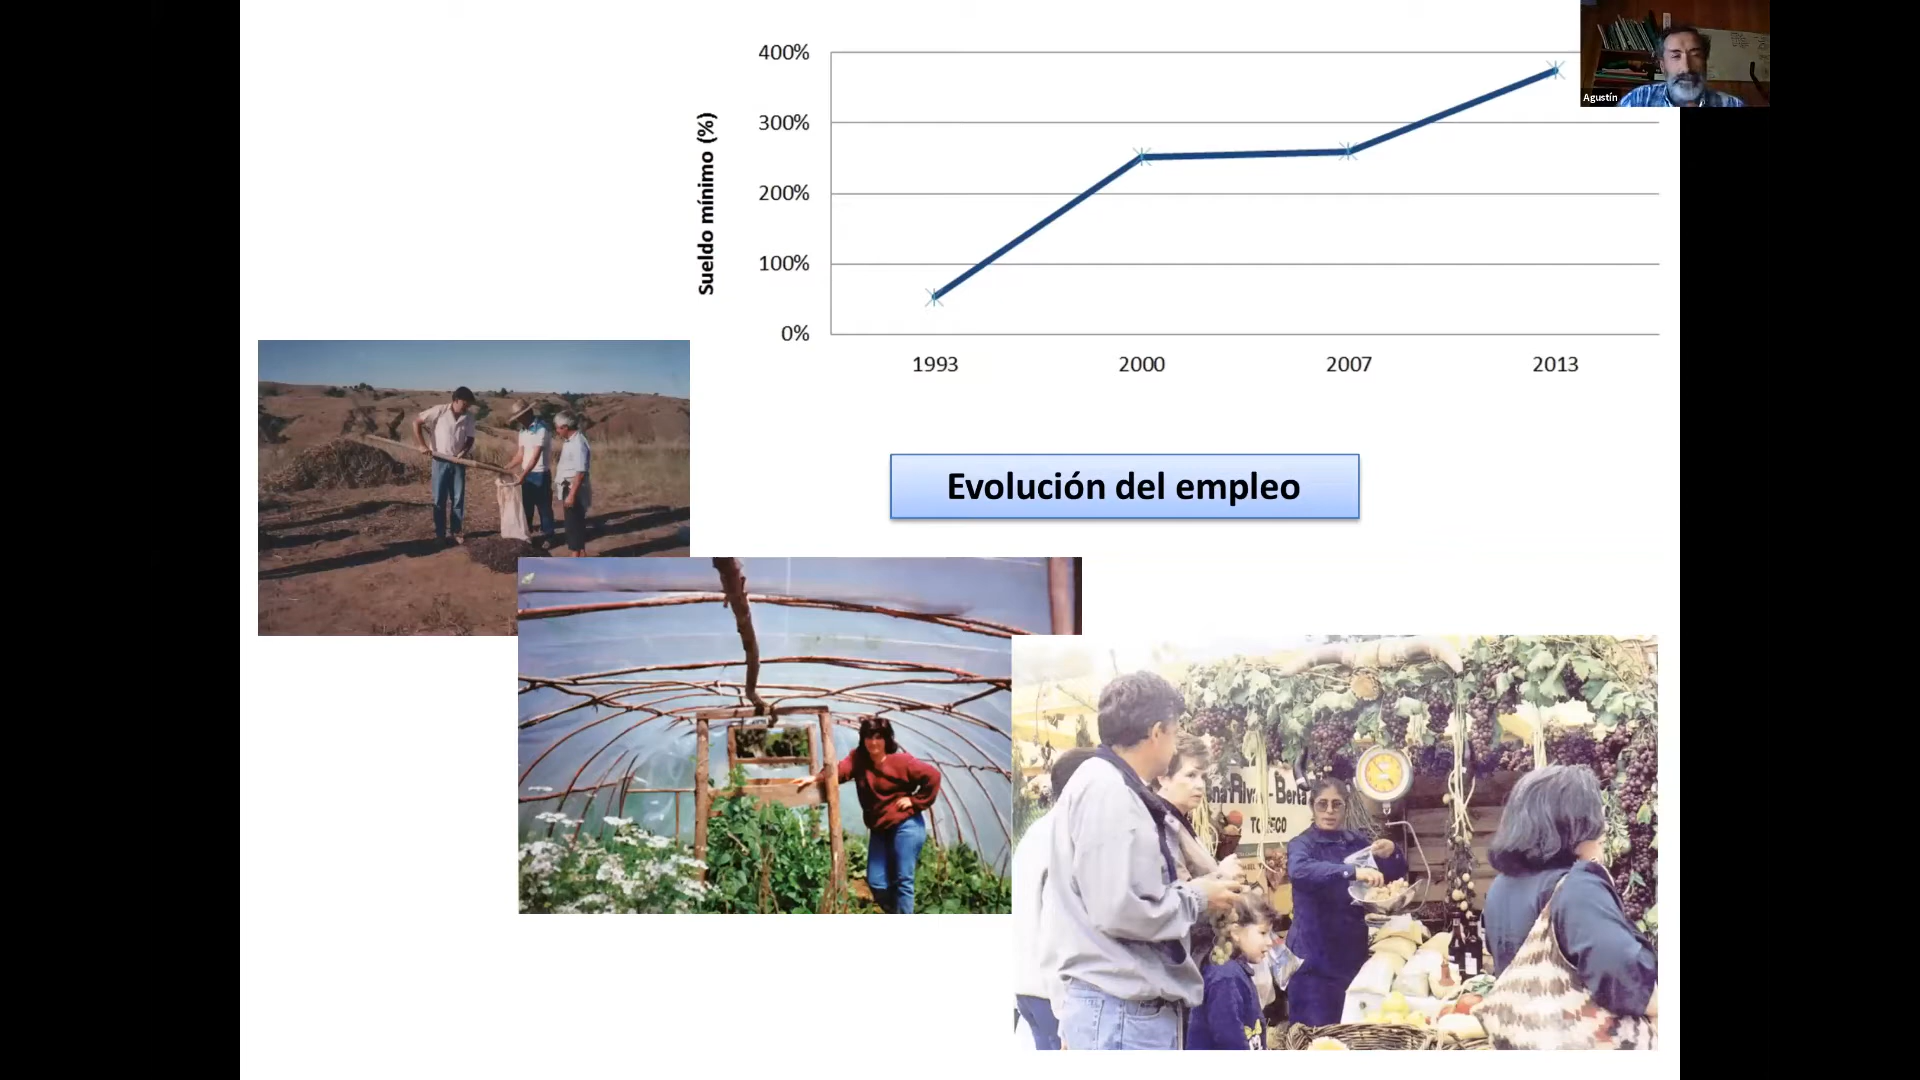 Agustín
400%
300%
200%
100%
0%
Sueldo mínimo (%)
1993 2000 2007 2013
Evolución del empleo